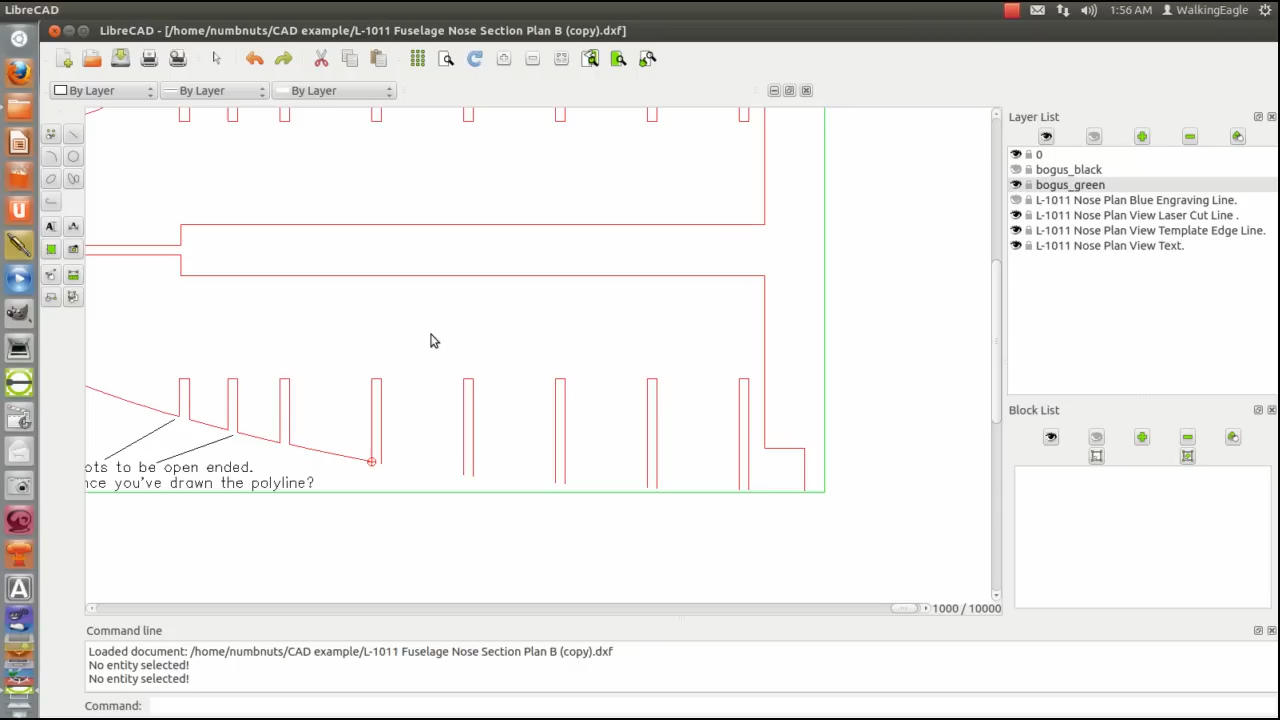 LibreCAD
1:56 AM
WalkingEagle
LibreCAD - [/home/numbnuts/CAD example/L-1011 Fuselage Nose Section Plan B (copy).dxf]
By Layer
By Layer
By Layer
Layer List
0
bogus_black
bogus_green
L-1011 Nose Plan Blue Engraving Line.
L-1011 Nose Plan View Laser Cut Line .
L-1011 Nose Plan View Template Edge Line.
L-1011 Nose Plan View Text.
Block List
ots to be open ended.
nce you've drawn the polyline?
1000 / 10000
Command line
Loaded document: /home/numbnuts/CAD example/L-1011 Fuselage Nose Section Plan B (copy).dxf
No entity selected!
No entity selected!
Command: